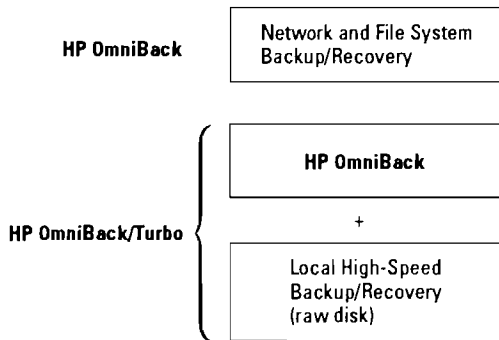 HP OmniBack
Network and File System
Backup/Recovery
HP OmniBack
HP OmniBack/Turbo
+
Local High-Speed
Backup/Recovery
(raw disk)